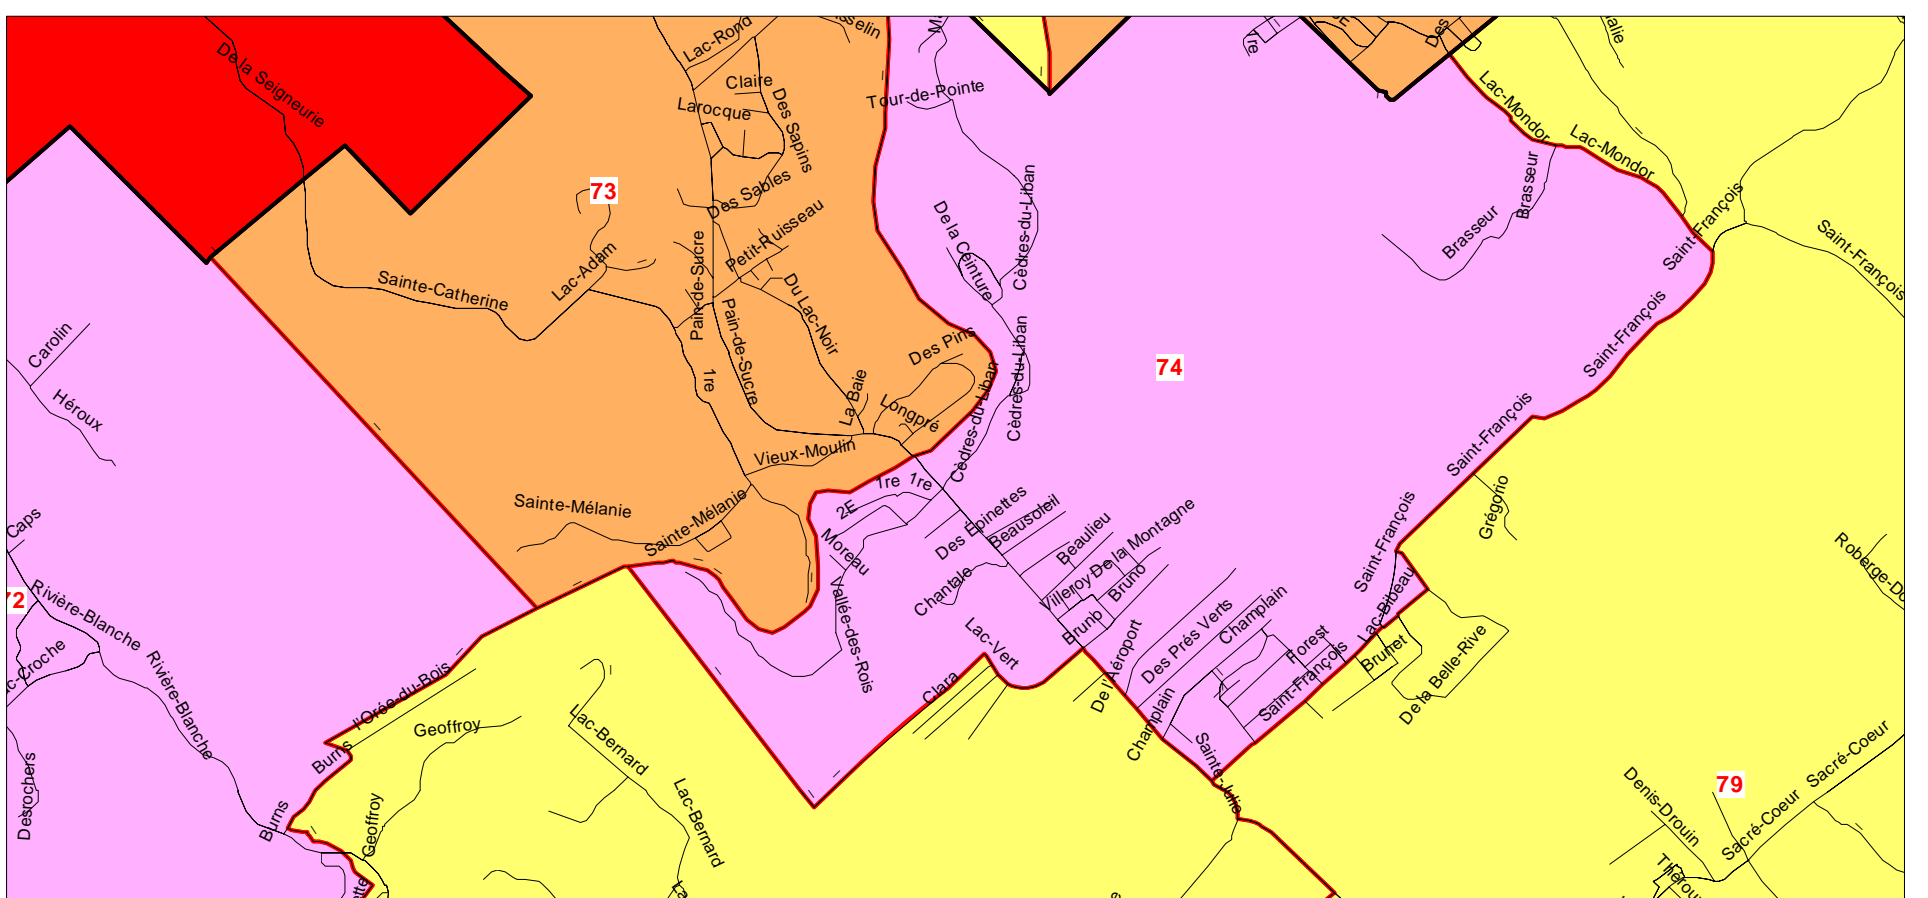 De la Seigneurie
Lac-Rond
Claire
Larocque
Des Sapins
Des Sables
73
Petit-Ruisseau
Pain-de-Sucre
Lac-Adam
Sainte-Catherine
Du Lac-Noir
Pain-de-Sucre
1re
La Baie
Des Pins
Longpré
Vieux-Moulin
Sainte-Mélanie
Sainte-Mélanie
Tour-de-Pointe
De la Ceinture
Cèdres-du-Liban
Cèdres-du-Liban
Cèdres-du-Liban
74
1re
Des
Lac-Mondor
Lac-Mondor
Brasseur
Brasseur
Saint-François
Saint-François
Saint-François
Saint-François
Saint-François
Grégorio
Carolin
Héroux
Caps
72
Rivière-Blanche
Rivière-Blanche
Desrochers
Burns
Burns
l'Orée-du-Bois
Geoffroy
Geoffroy
Lac-Bernard
Lac-Bernard
2E
1re
1re
Moreau
Vallée-des-Rois
Des Épinettes
Beausoleil
Chantale
Beaulieu
Villeroy
De la Montagne
Bruno
Bruno
Lac-Vert
Clara
De l'Aéroport
Des Prés Verts
Champlain
Champlain
Forest
Saint-François
Sainte-Julie
Lac-Bibeau
Brunet
De la Belle-Rive
79
Denis-Drouin
Sacré-Coeur
Sacré-Coeur